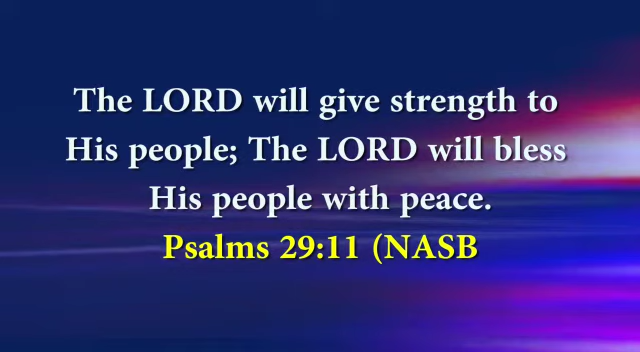 The LORD will give strength to
His people; The LORD will bless
His people with peace.
Psalms 29:11 (NASB